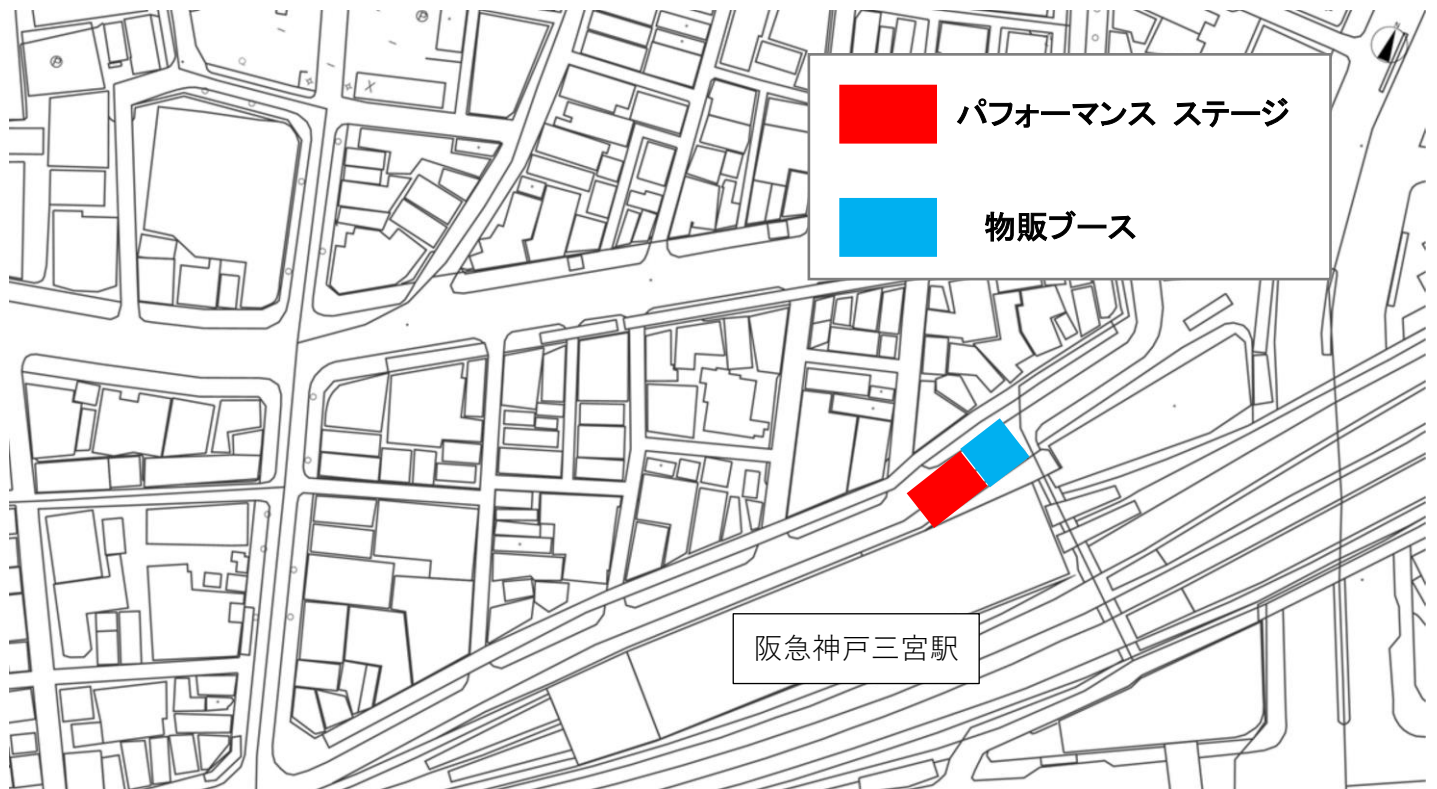 パフォーマンス ステージ
物販ブース
阪急神戸三宮駅